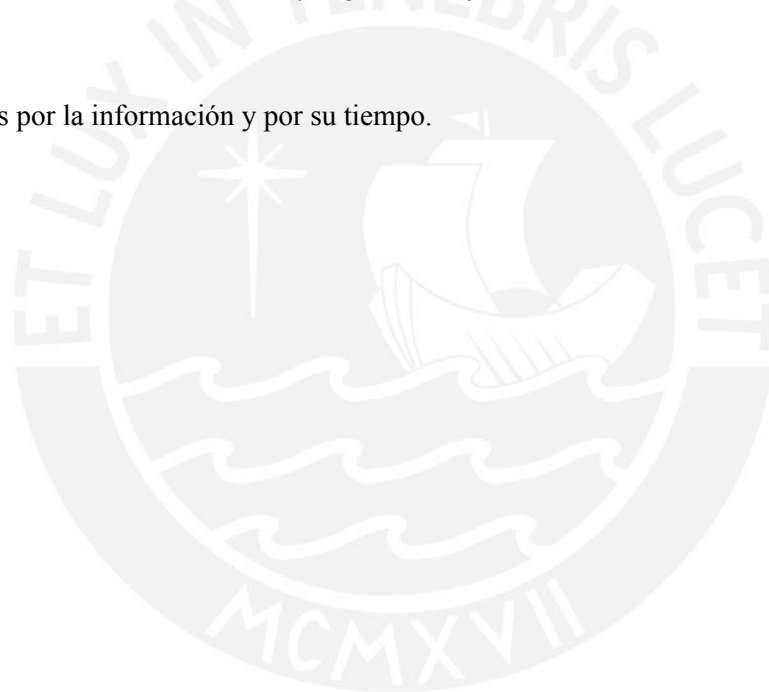 s por la información y por su tiempo.
ET LUX IN TENEBRIS LUCET
MCMXVII